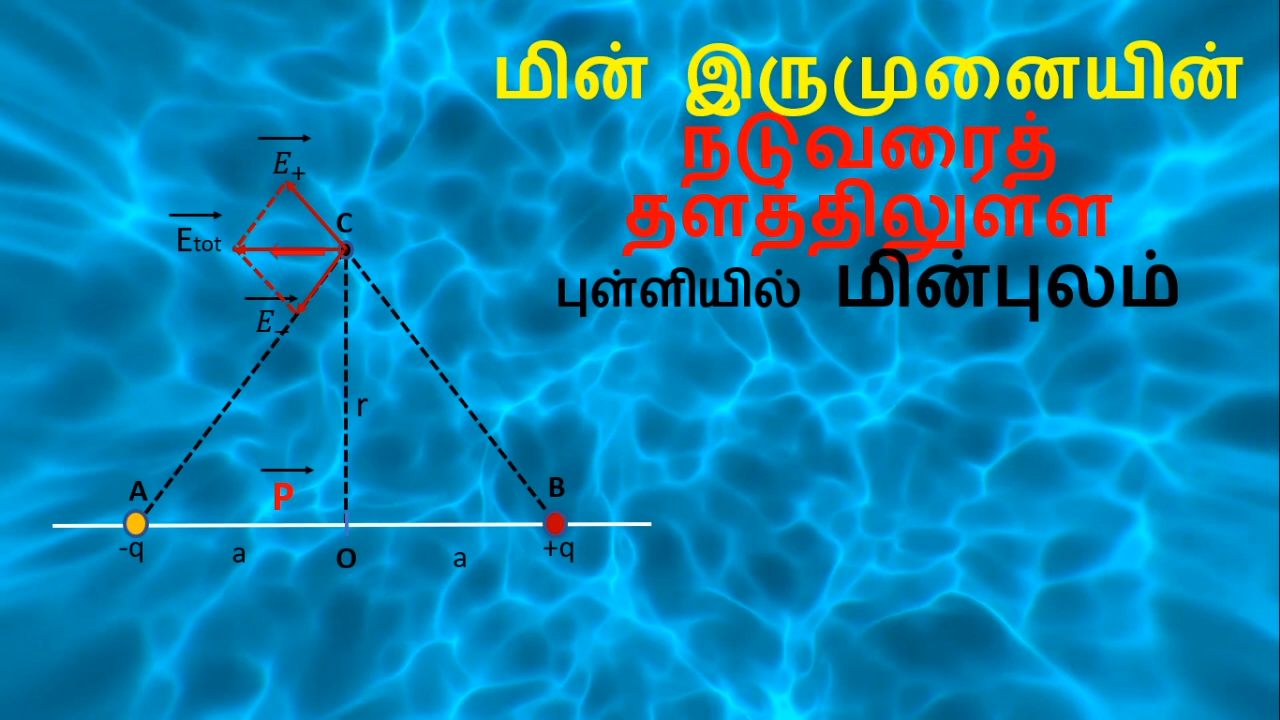 மின் இருமுனையின்
நடுவரைத்
தளத்திலுள்ள
புள்ளியில் மின்புலம்
E₊
C
Etot
E₋
r
A
P
B
-q
a
O
a
+q